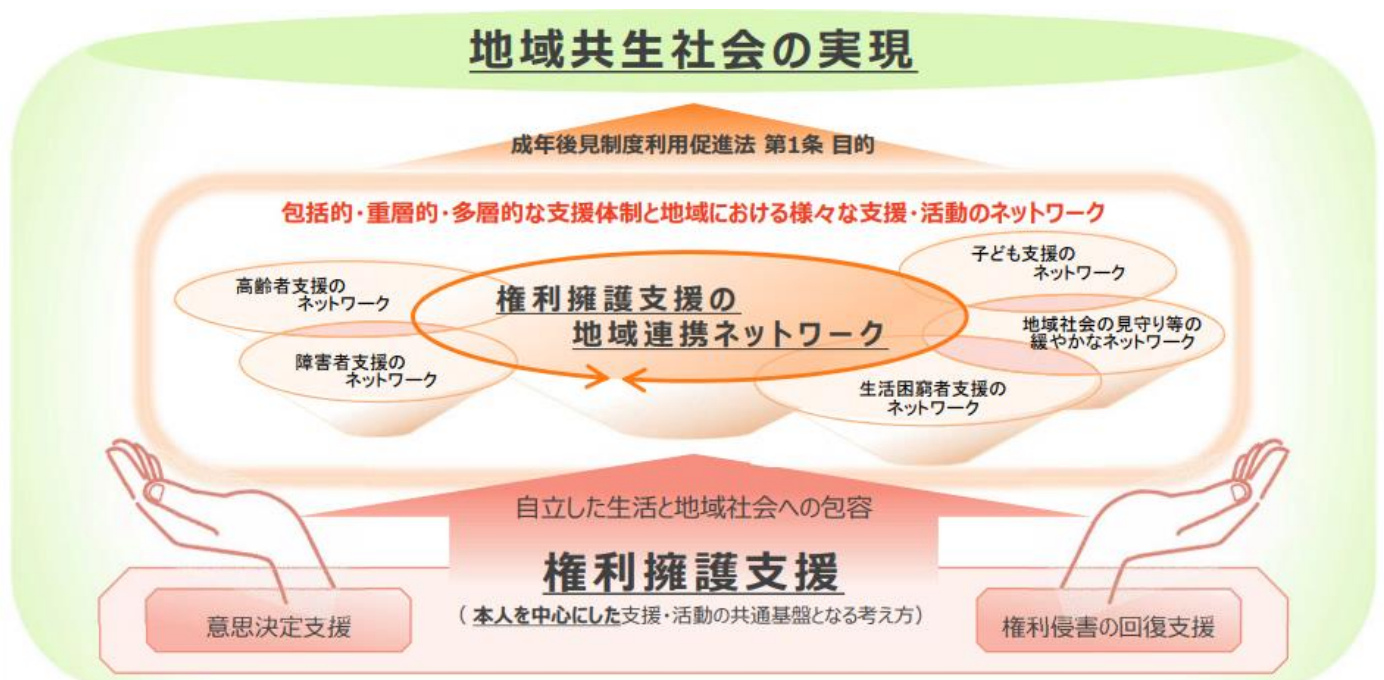 地域共生社会の実現
成年後見制度利用促進法 第1条 目的
包括的・重層的・多層的な支援体制と地域における様々な支援・活動のネットワーク
高齢者支援の
ネットワーク
障害者支援の
ネットワーク
権利擁護支援の
地域連携ネットワーク
子ども支援の
ネットワーク
地域社会の見守り等の
緩やかなネットワーク
生活困窮者支援の
ネットワーク
自立した生活と地域社会への包容
権利擁護支援
(本人を中心にした支援・活動の共通基盤となる考え方)
意思決定支援
権利侵害の回復支援